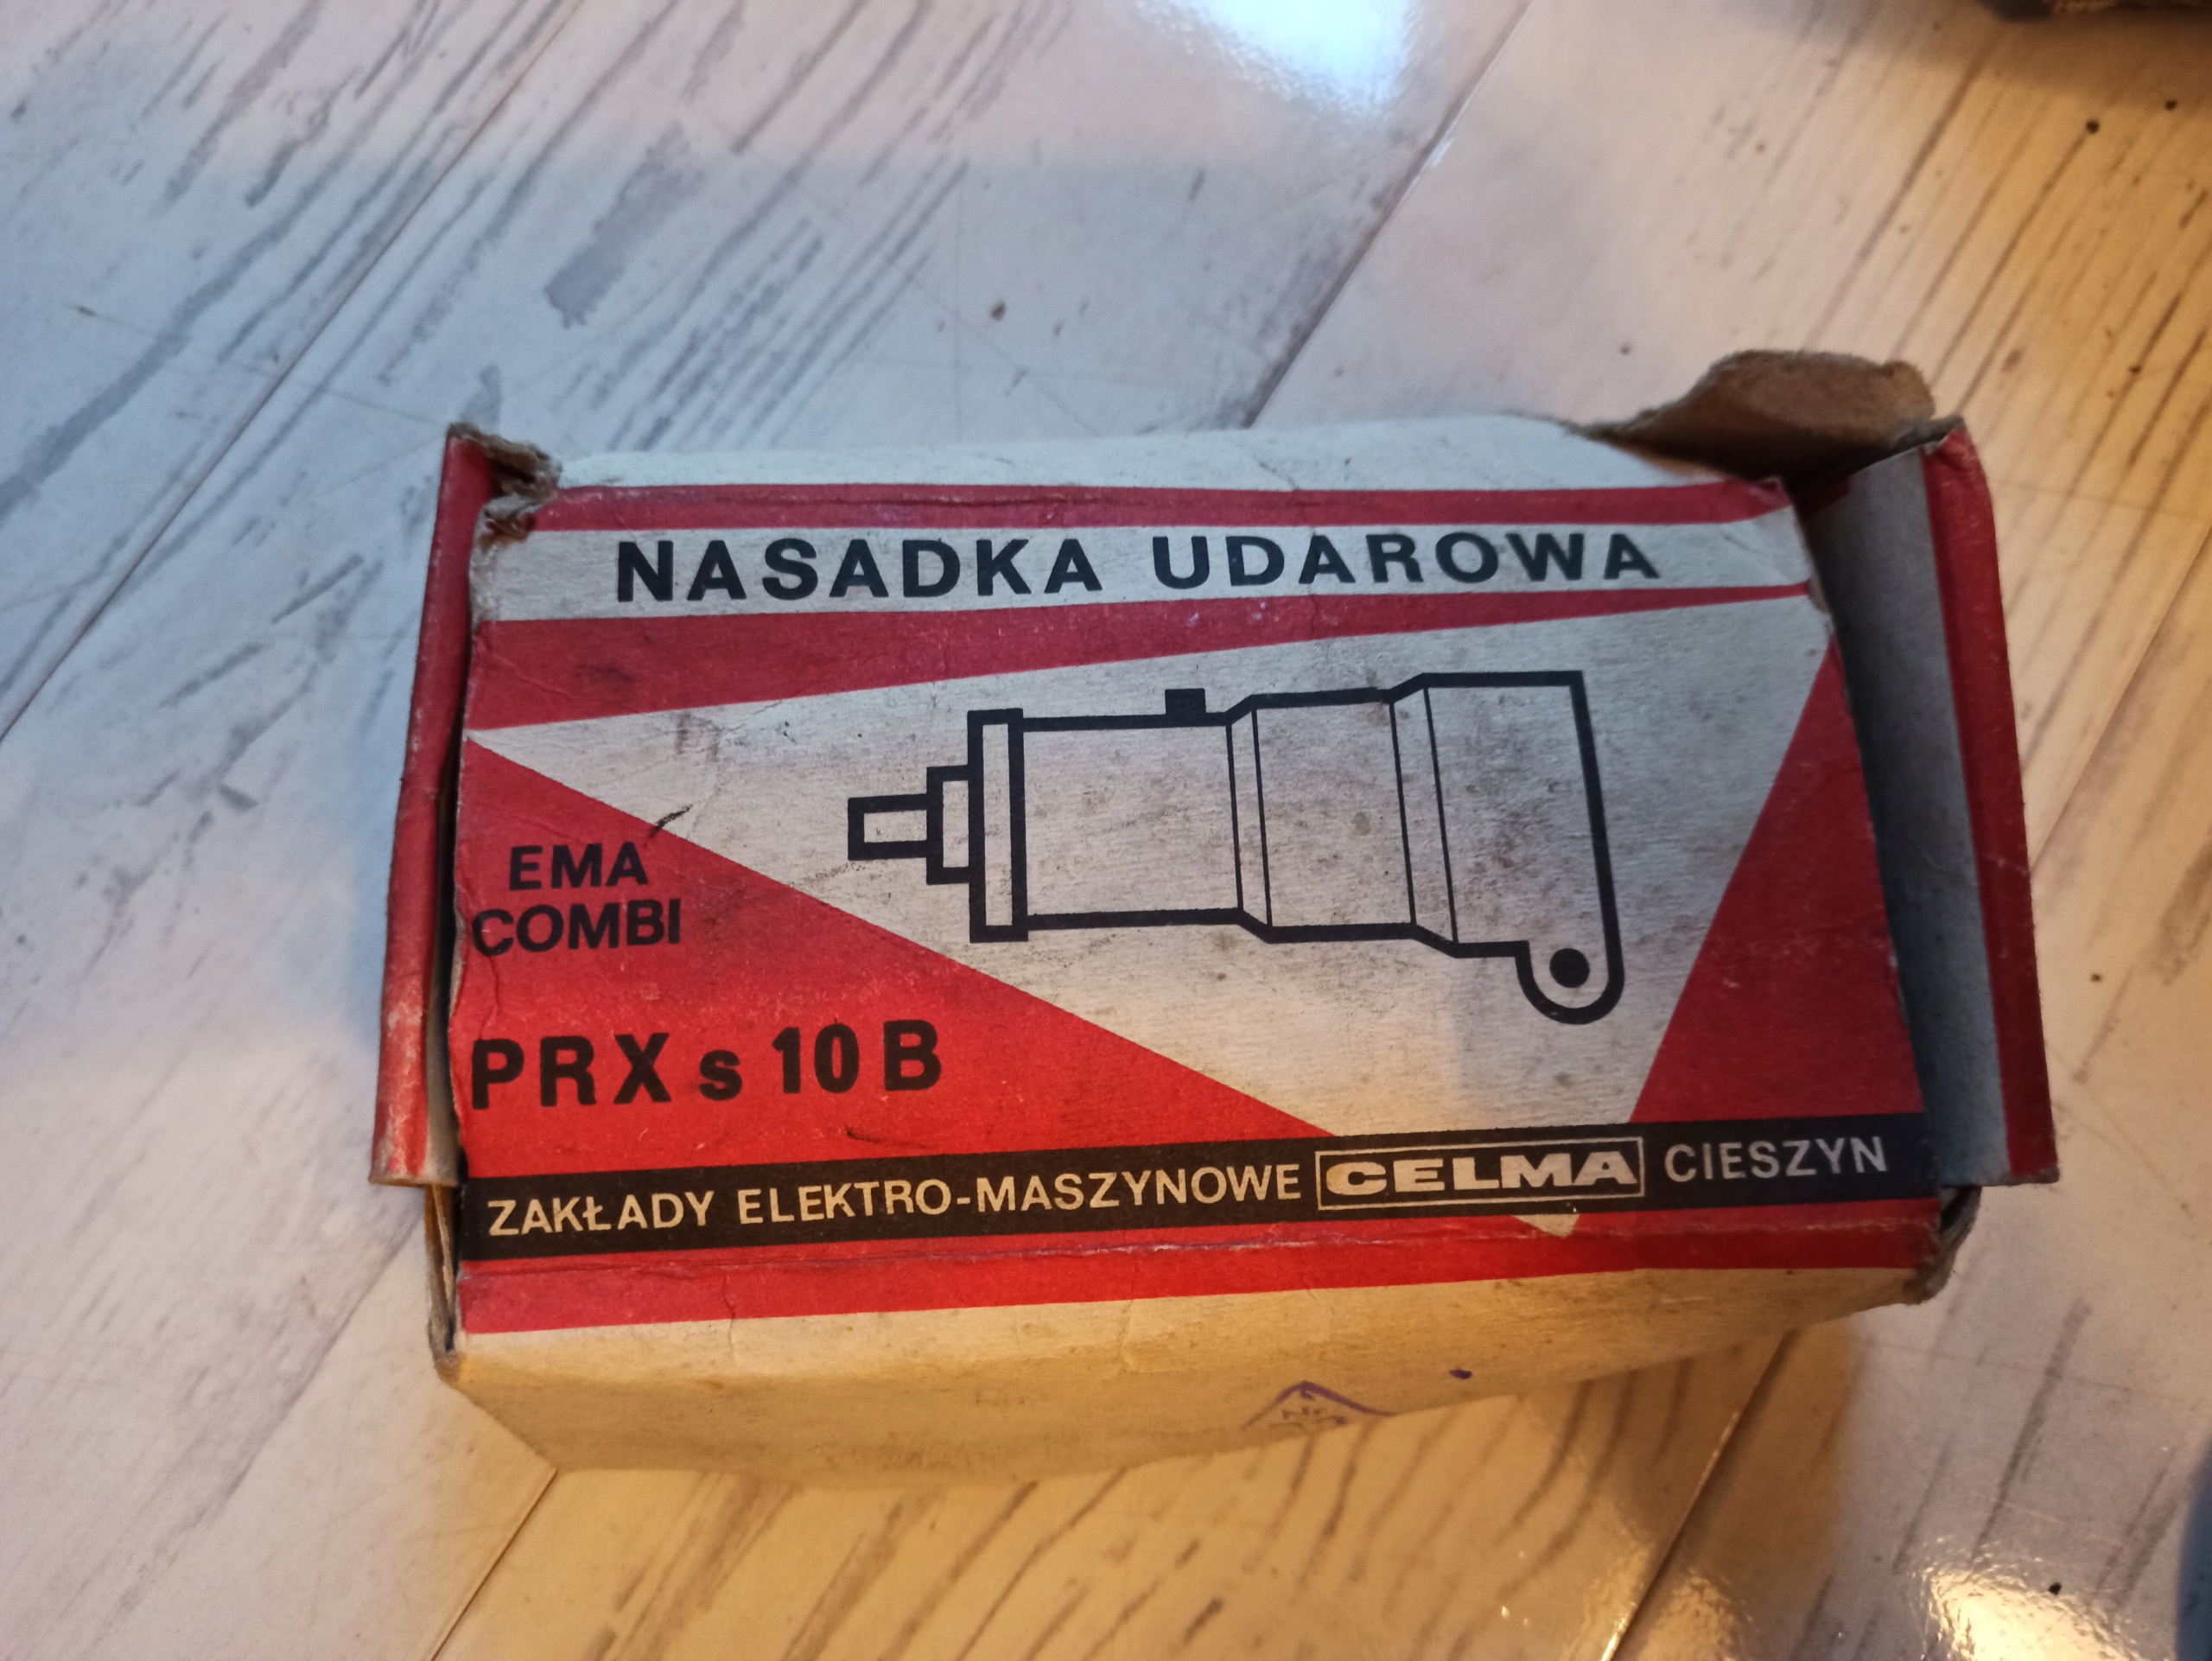 NASADKA UDAROWA
EMA
COMBI
PRX s 10 B
ZAKŁADY ELEKTRO-MASZYNOWE CELMA CIESZYN